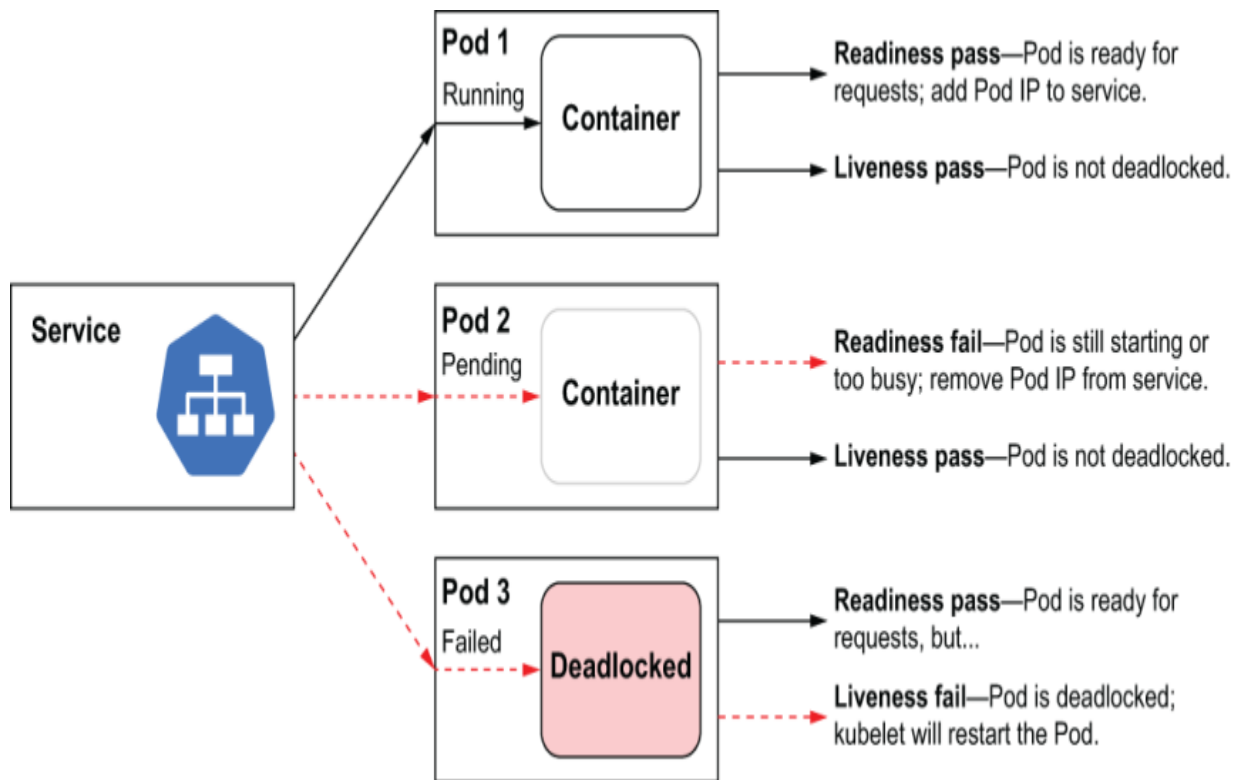 Pod 1
Running
Container
Readiness pass—Pod is ready for
requests; add Pod IP to service.
Liveness pass—Pod is not deadlocked.
Service
Pod 2
Pending
Container
Readiness fail—Pod is still starting or
too busy; remove Pod IP from service.
Liveness pass—Pod is not deadlocked.
Pod 3
Failed
Deadlocked
Readiness pass—Pod is ready for
requests, but...
Liveness fail—Pod is deadlocked;
kubelet will restart the Pod.